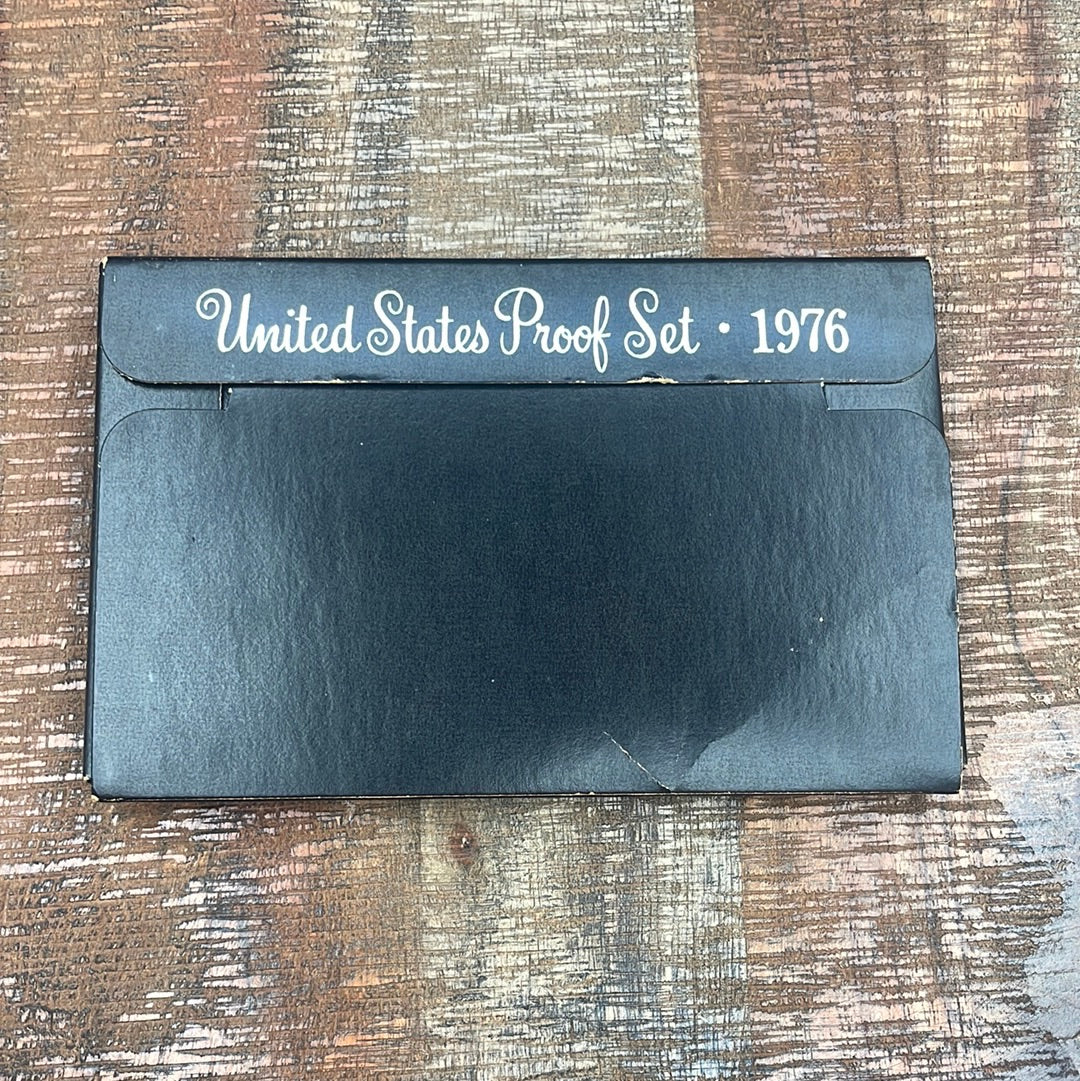 United States Proof Set · 1976